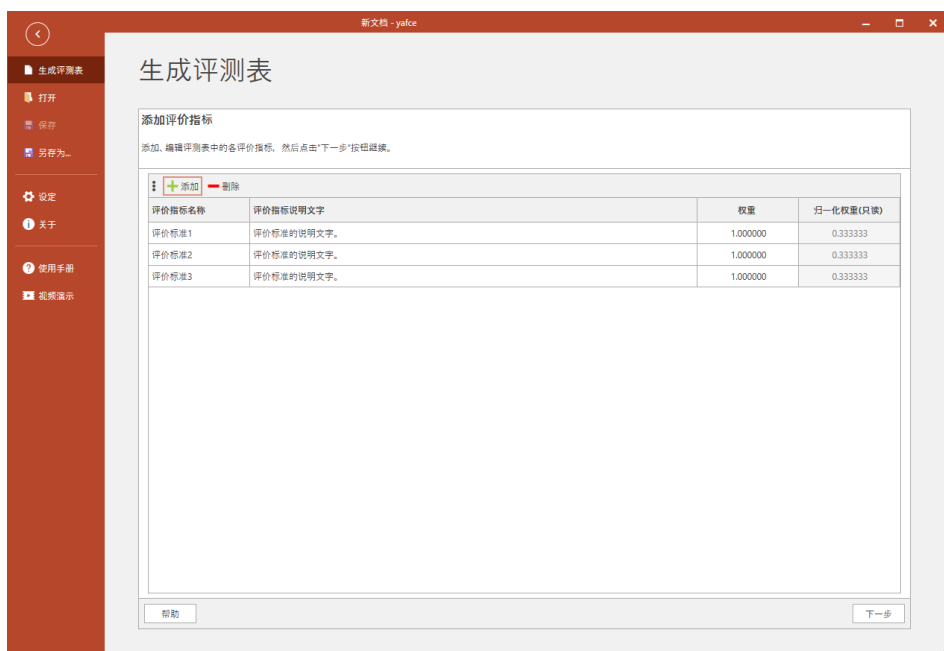 新文档 - yafce
生成评测表
打开
保存
另存为...
设定
关于
使用手册
视频演示
生成评测表
添加评价指标
添加、编辑评测表中的各评价指标，然后点击"下一步"按钮继续。
添加 删除
评价指标名称 评价指标说明文字 权重 归一化权重(只读)
评价标准1 评价标准的说明文字。 1.000000 0.333333
评价标准2 评价标准的说明文字。 1.000000 0.333333
评价标准3 评价标准的说明文字。 1.000000 0.333333
帮助 下一步